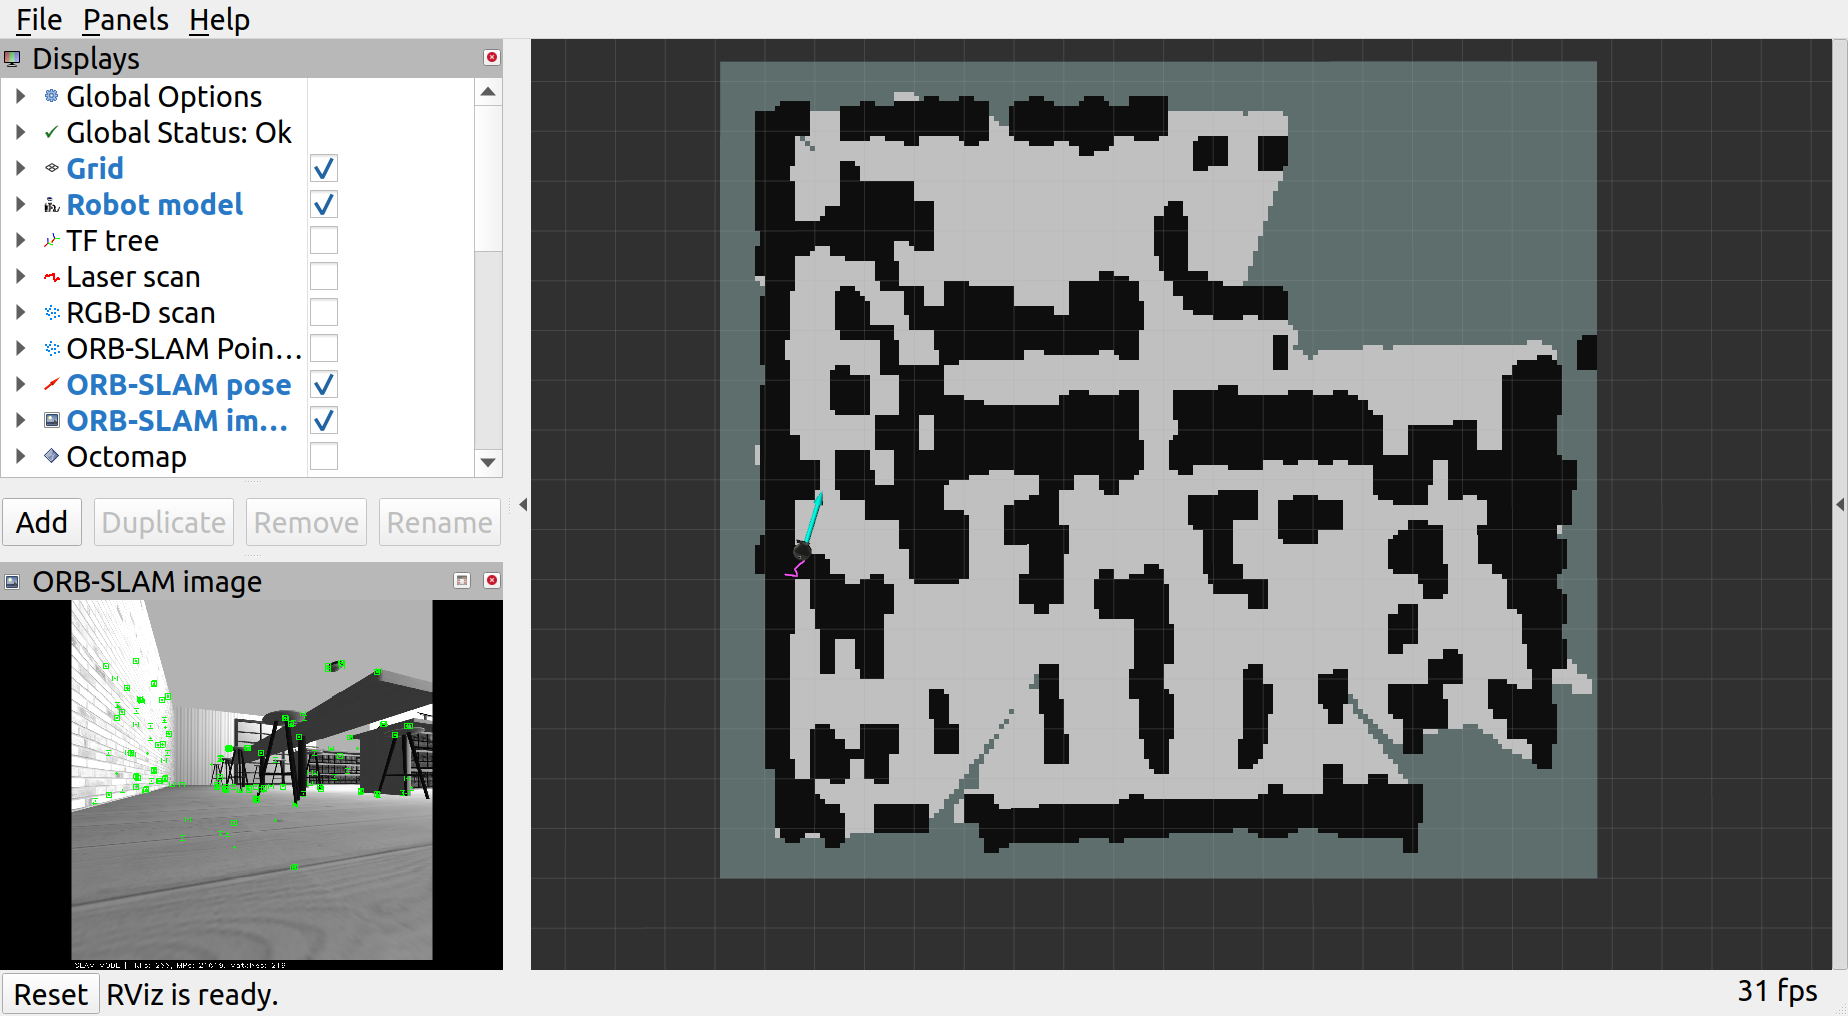 File Panels Help
Displays
Global Options
Global Status: Ok
Grid
Robot model
TF tree
Laser scan
RGB-D scan
ORB-SLAM Poin...
ORB-SLAM pose
ORB-SLAM im...
Octomap
Add Duplicate Remove Rename
ORB-SLAM image
SLAM MODE |
Reset RViz is ready.
31 fps